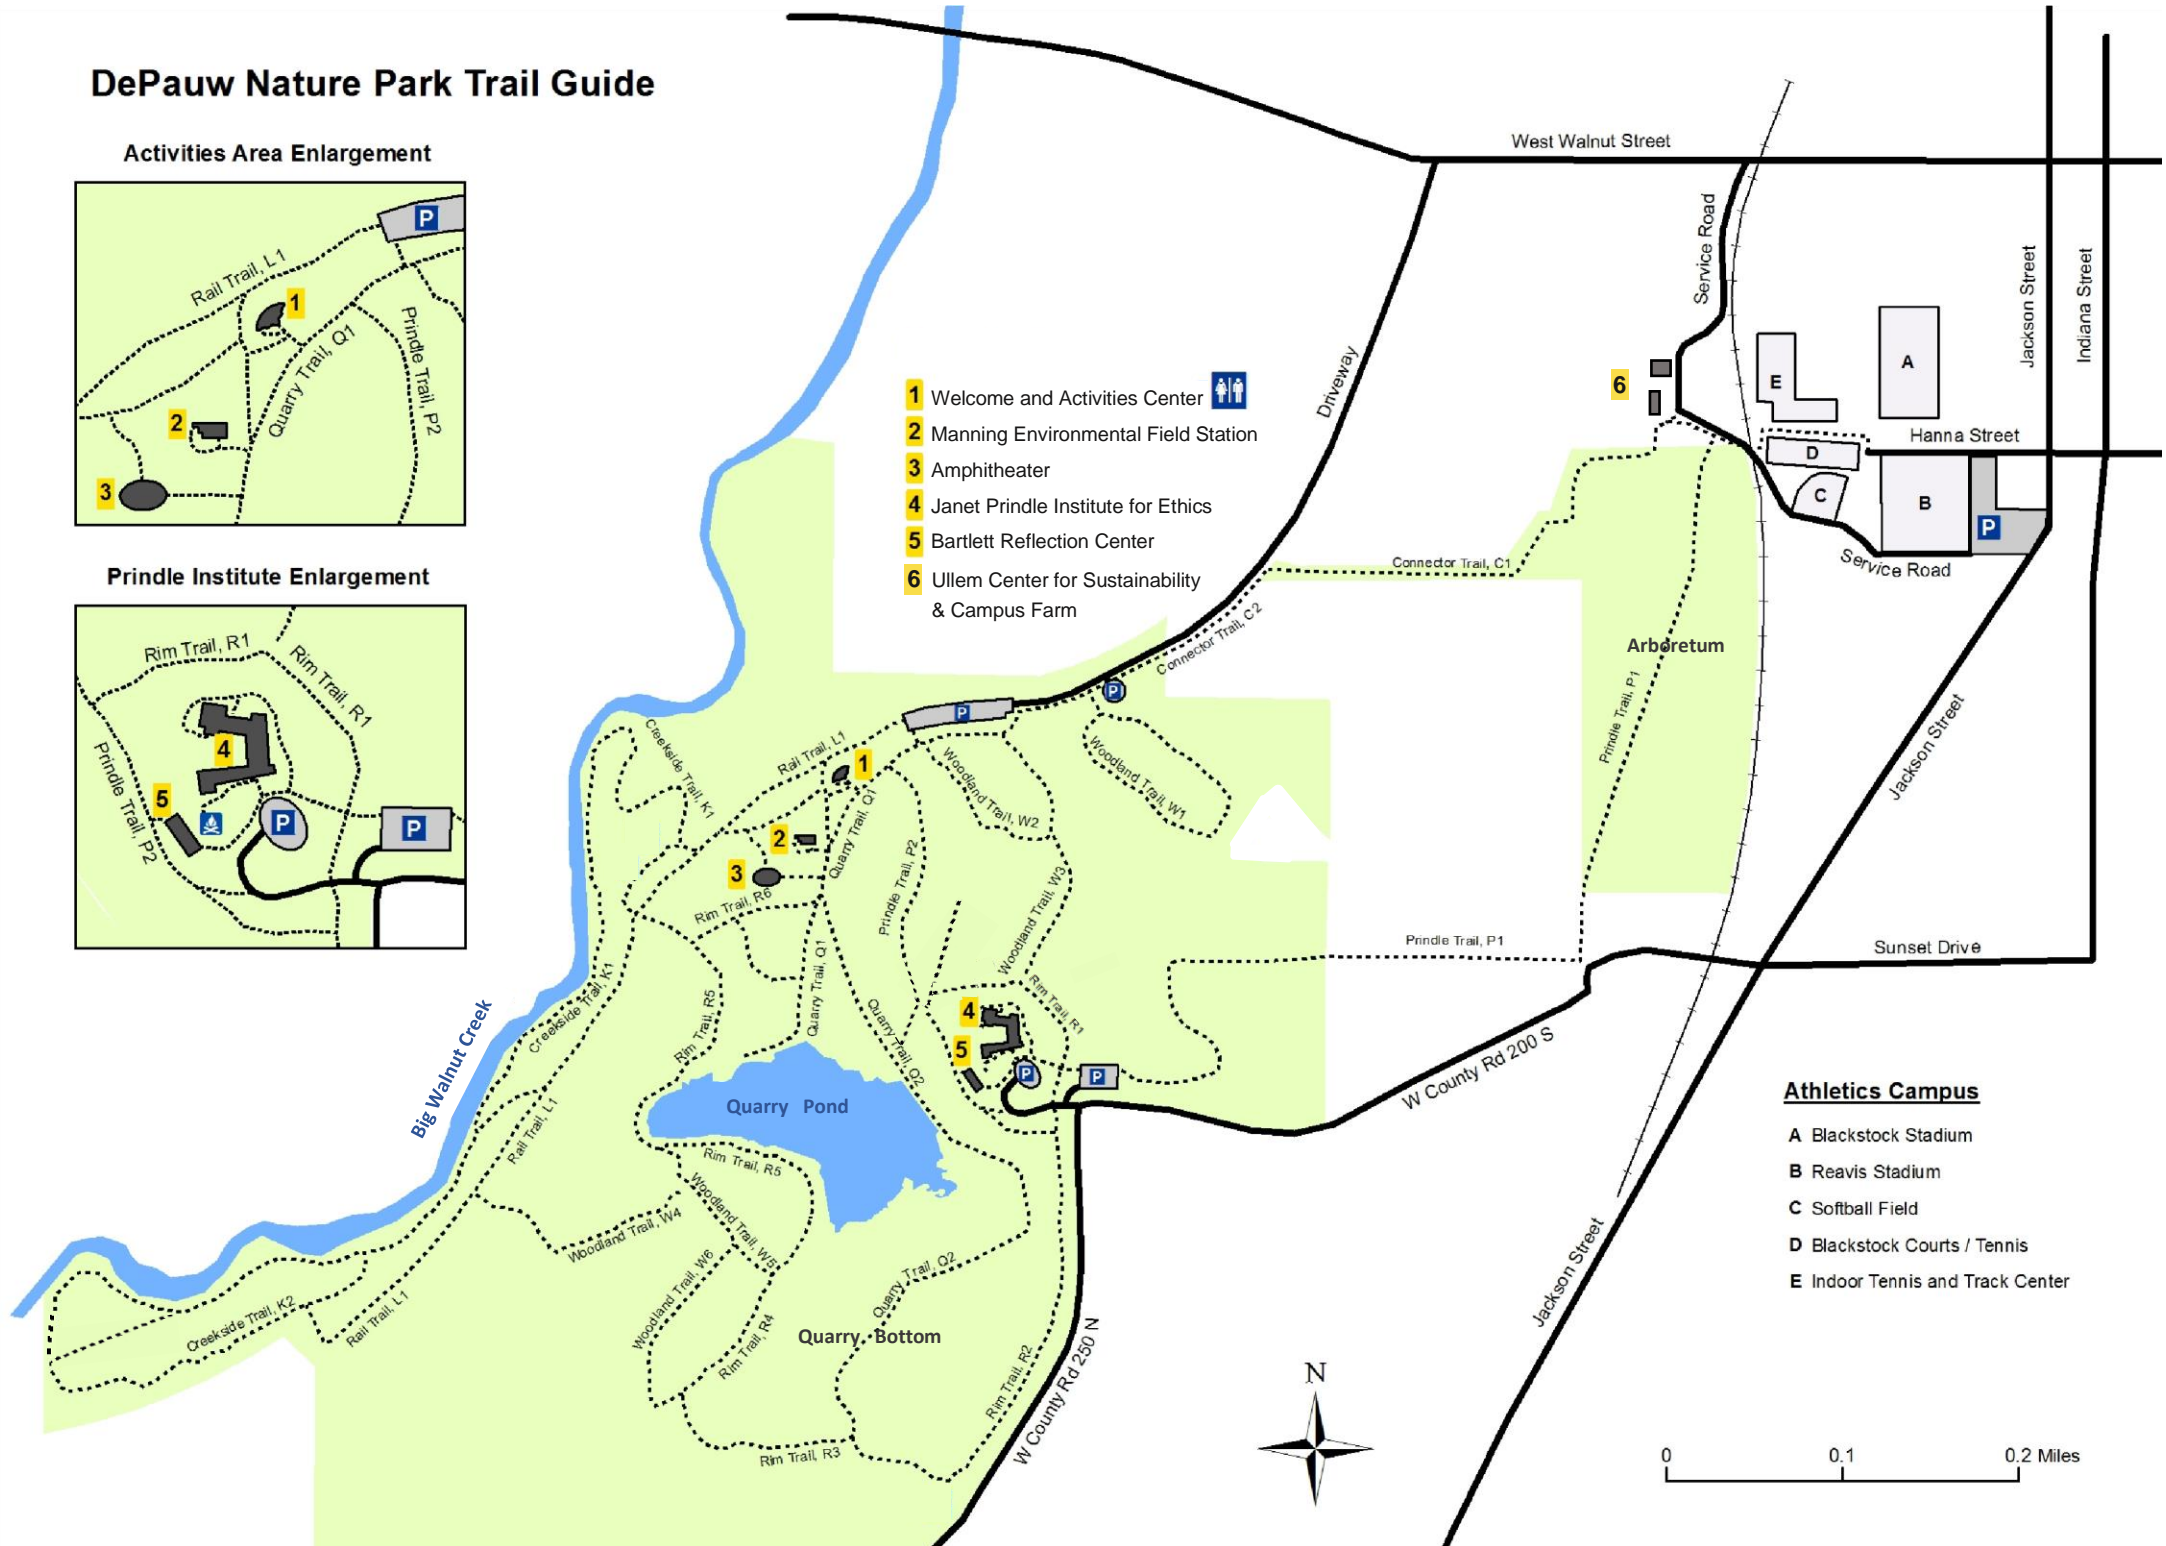 DePauw Nature Park Trail Guide
Activities Area Enlargement
P
Rail Trail, L1
1
Quarry Trail, Q1
Prindle Trail, P2
2
3
Prindle Institute Enlargement
Rim Trail, R1
Rim Trail, R1
4
Prindle Trail, P2
5
P
P
1 Welcome and Activities Center
2 Manning Environmental Field Station
3 Amphitheater
4 Janet Prindle Institute for Ethics
5 Bartlett Reflection Center
6 Ullem Center for Sustainability
& Campus Farm
West Walnut Street
Service Road
Jackson Street
Indiana Street
Driveway
6
E
A
Hanna Street
D
C
B
P
Service Road
Connector Trail, C1
Connector Trail, C2
Arboretum
Prindle Trail, P1
Jackson Street
P
P
Creekside Trail, K1
Rail Trail, L1
1
Woodland Trail, W1
Woodland Trail, W2
Quarry Trail, Q1
2
3
Prindle Trail, P2
Woodland Trail, W3
Rim Trail, R6
Prindle Trail, P1
Sunset Drive
Quarry Trail, Q1
Creekside Trail, K1
Rim Trail, R5
Quarry Trail, Q2
Rim Trail, R1
4
5
P
P
Big Walnut Creek
Quarry Pond
W County Rd 200 S
Rail Trail, L1
Rim Trail, R5
Woodland Trail, W4
Woodland Trail, W5
Woodland Trail, W6
Quarry Trail, Q2
Creekside Trail, K2
Rail Trail, L1
Rim Trail, R4
Quarry Bottom
Rim Trail, R2
W County Rd 250 N
Rim Trail, R3
Jackson Street
N
Athletics Campus
A Blackstock Stadium
B Reavis Stadium
C Softball Field
D Blackstock Courts / Tennis
E Indoor Tennis and Track Center
0 0.1 0.2 Miles